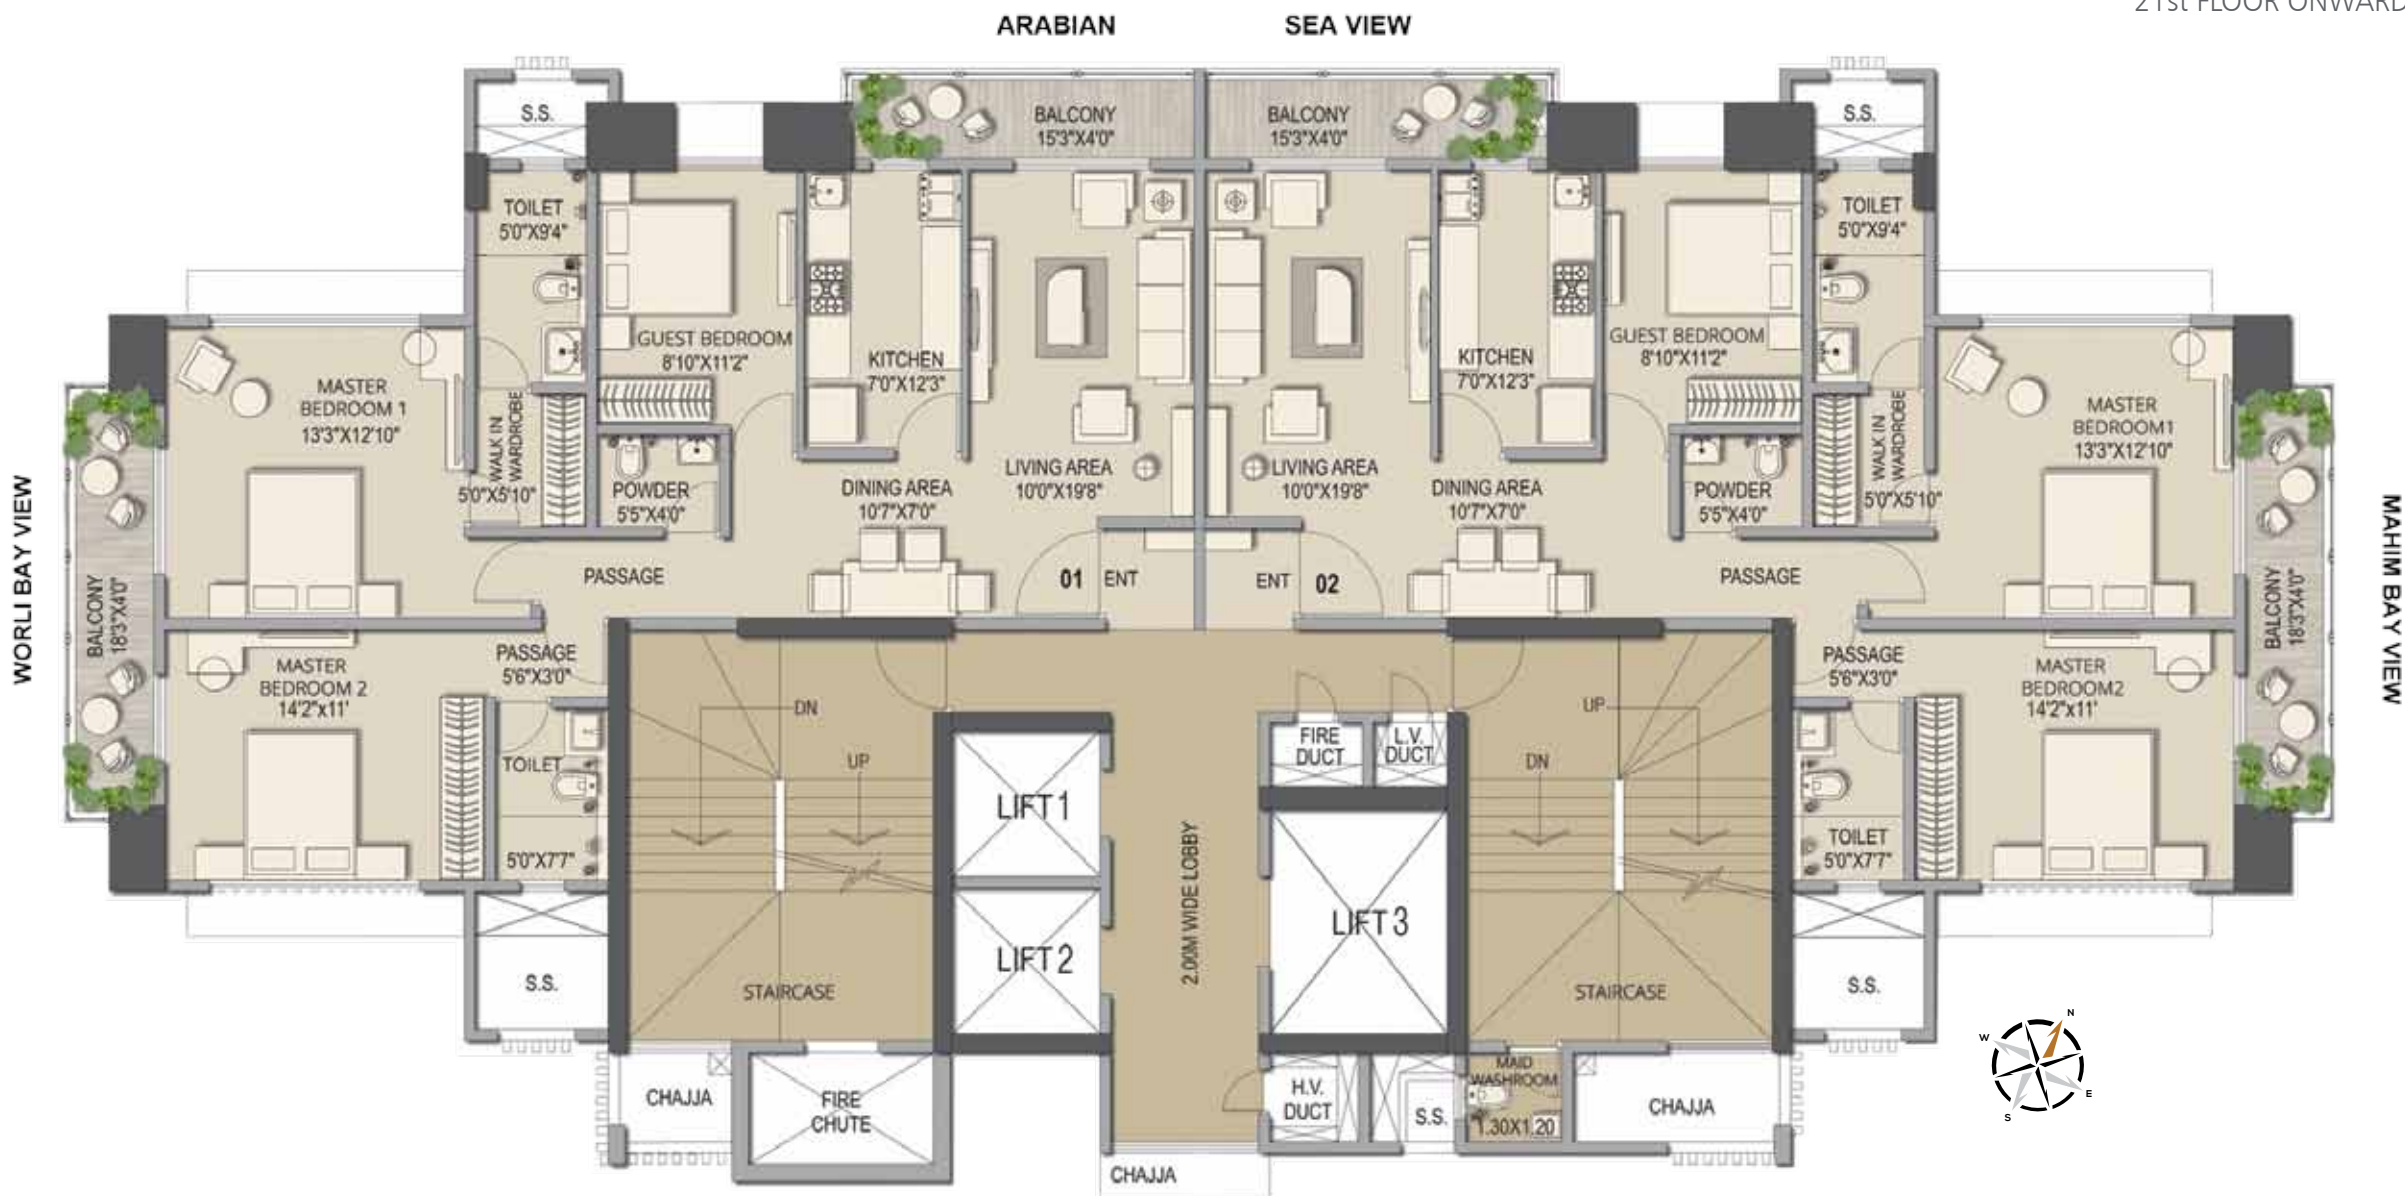 21st FLOOR ONWARD
ARABIAN SEA VIEW
S.S.
BALCONY
15'3"X4'0"
BALCONY
15'3"X4'0"
S.S.
TOILET
5'0"X9'4"
TOILET
5'0"X9'4"
GUEST BEDROOM
8'10"X11'2"
KITCHEN
7'0"X12'3"
KITCHEN
7'0"X12'3"
GUEST BEDROOM
8'10"X11'2"
MASTER
BEDROOM 1
13'3"X12'10"
WALK IN
WARDROBE
5'0"X5'10"
POWDER
5'5"X4'0"
DINING AREA
10'7"X7'0"
LIVING AREA
10'0"X19'8"
LIVING AREA
10'0"X19'8"
DINING AREA
10'7"X7'0"
POWDER
5'5"X4'0"
WALK IN
WARDROBE
5'0"X5'10"
MASTER
BEDROOM1
13'3"X12'10"
WORLI BAY VIEW
BALCONY
18'3"X4'0"
PASSAGE
01 ENT
ENT 02
PASSAGE
BALCONY
18'3"X4'0"
MAHIM BAY VIEW
MASTER
BEDROOM 2
14'2"x11'
PASSAGE
5'6"X3'0"
PASSAGE
5'6"X3'0"
MASTER
BEDROOM2
14'2"x11'
TOILET
5'0"X7'7"
DN
UP
STAIRCASE
LIFT 1
LIFT 2
2.00M WIDE LOBBY
FIRE
DUCT
L.V.
DUCT
LIFT 3
UP
DN
STAIRCASE
TOILET
5'0"X7'7"
S.S.
S.S.
CHAJJA
FIRE
CHUTE
CHAJJA
H.V.
DUCT
S.S.
MAID
WASHROOM
1.30X1.20
CHAJJA
N
W
E
S